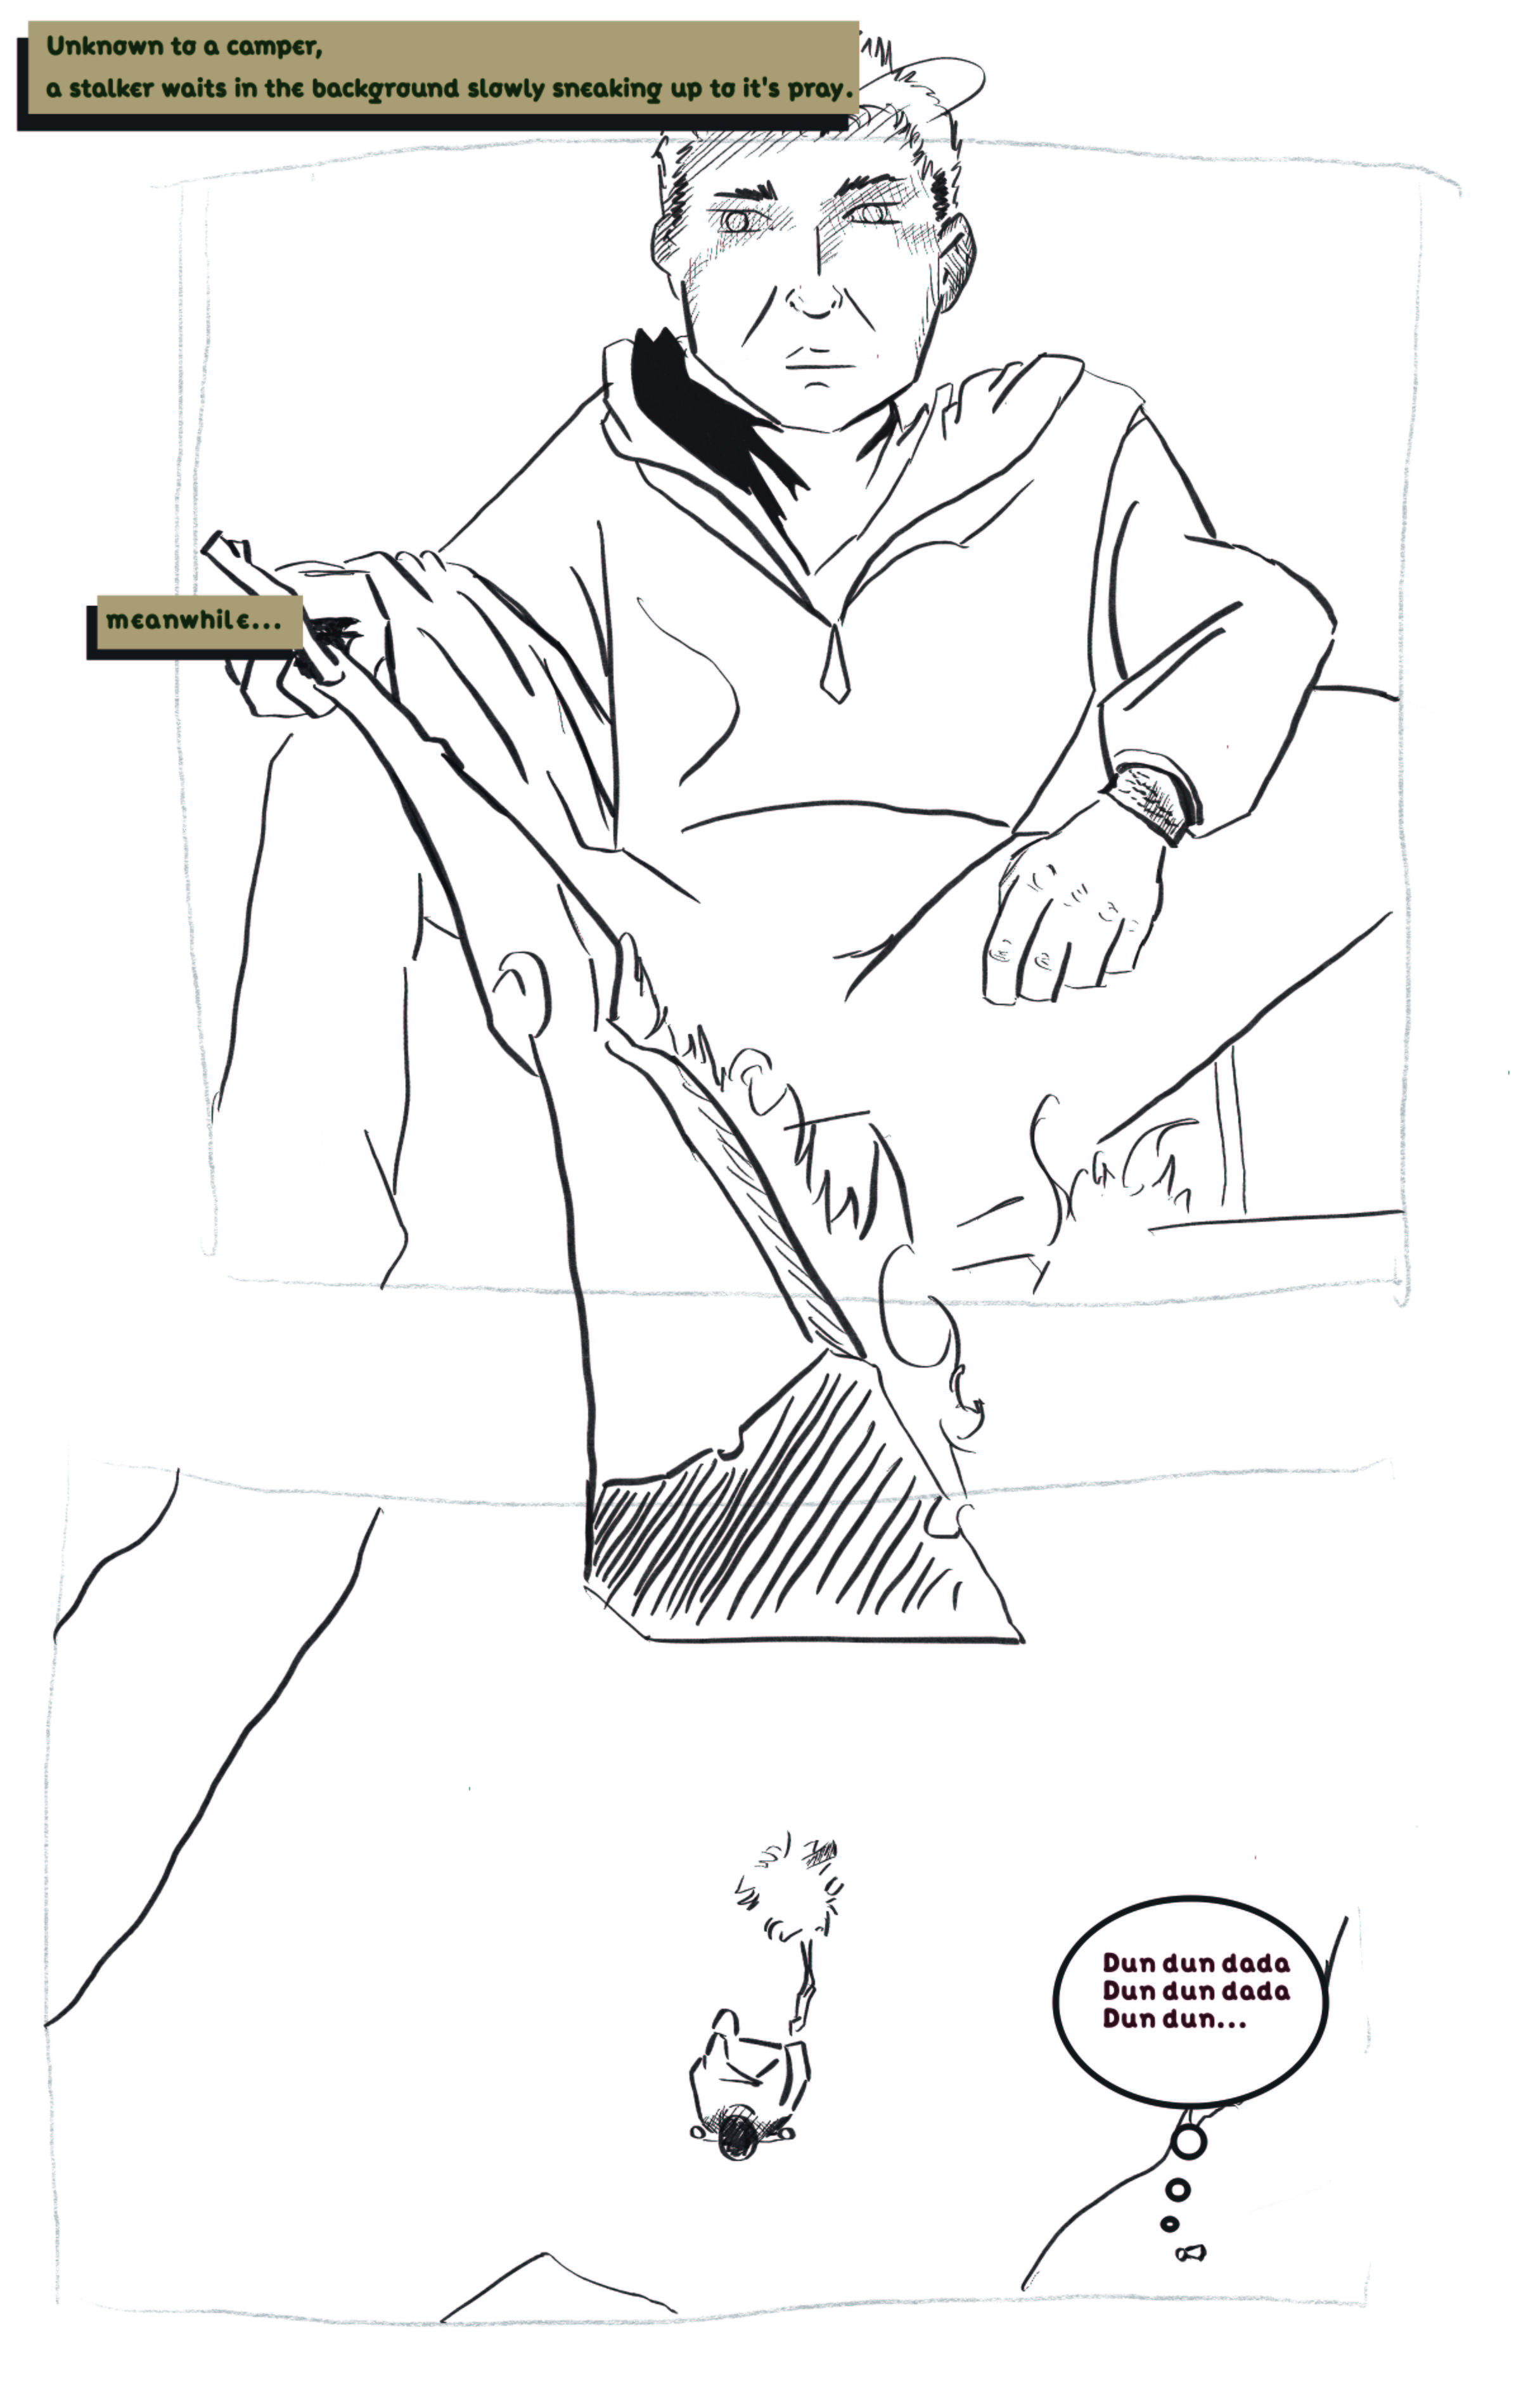 Unknown to a camper,
a stalker waits in the background slowly sneaking up to it's pray.
meanwhile...
Dun dun dada
Dun dun dada
Dun dun...